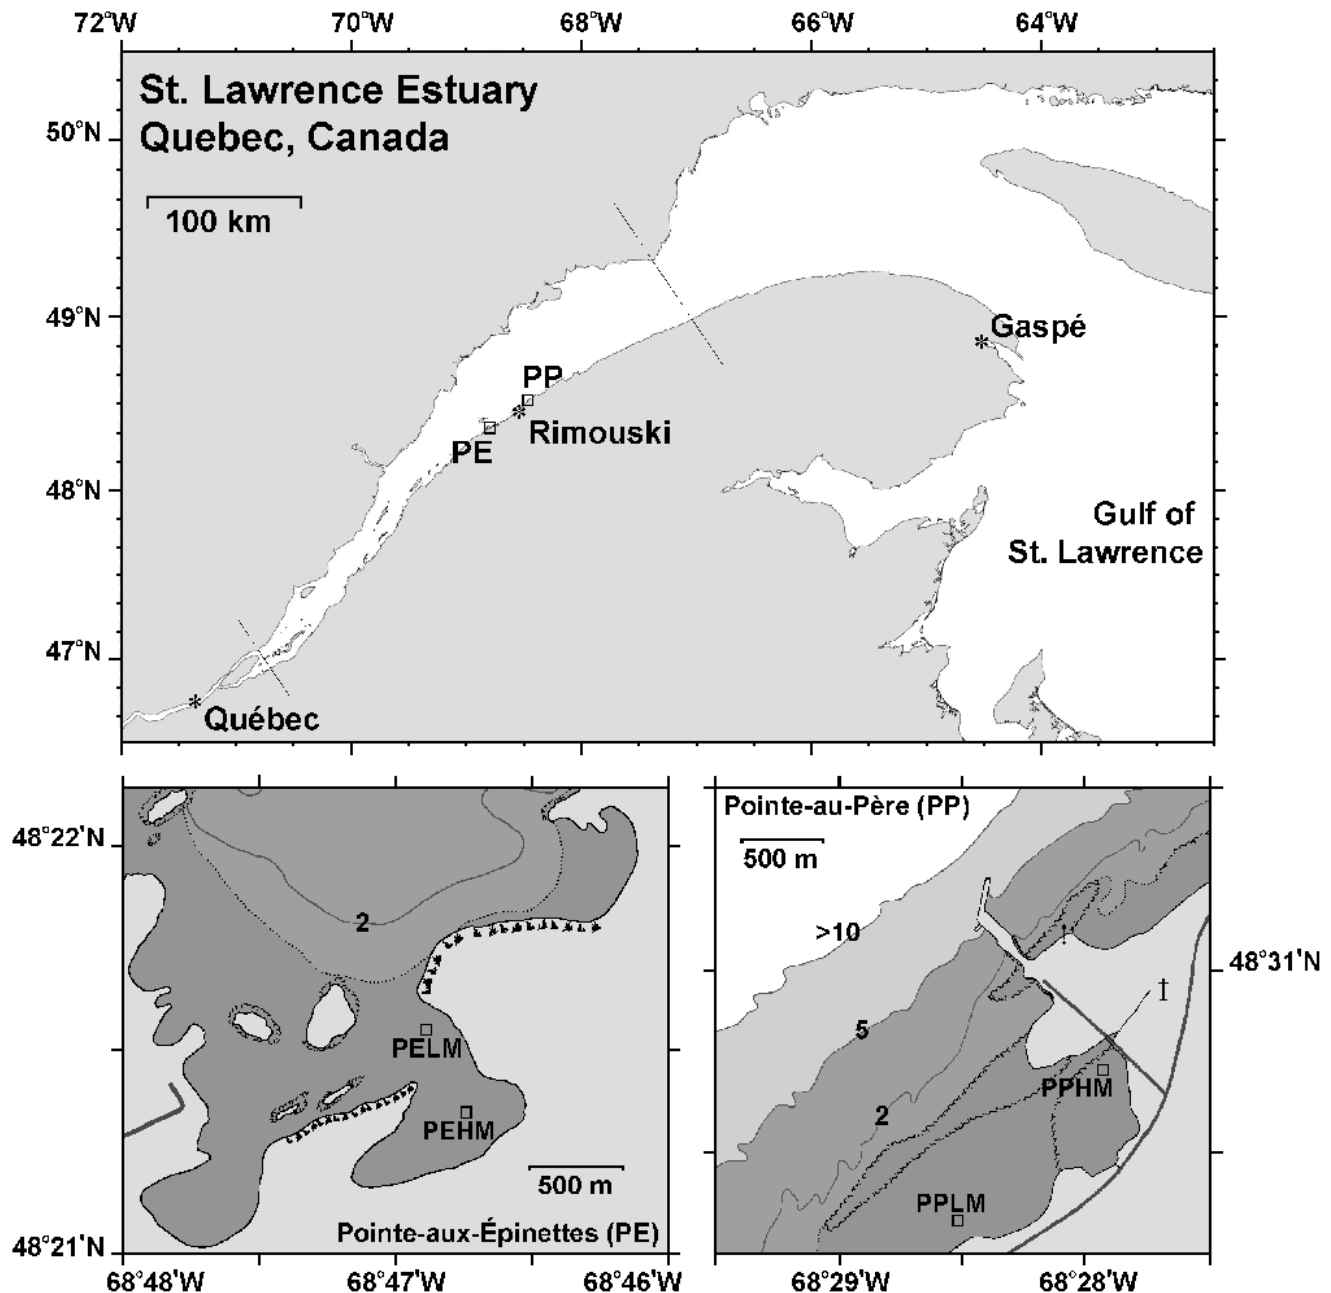 72°W 70°W 68°W 66°W 64°W
St. Lawrence Estuary
Quebec, Canada
50°N
100 km
49°N
Gaspé
PP
Rimouski
PE
48°N
Gulf of
St. Lawrence
47°N
Québec
48°22'N
2
PELM
PEHM
500 m
Pointe-aux-Épinettes (PE)
48°21'N
68°48'W 68°47'W 68°46'W
Pointe-au-Père (PP)
500 m
>10
†
48°31'N
†
5
PPHM
2
PPLM
68°29'W 68°28'W